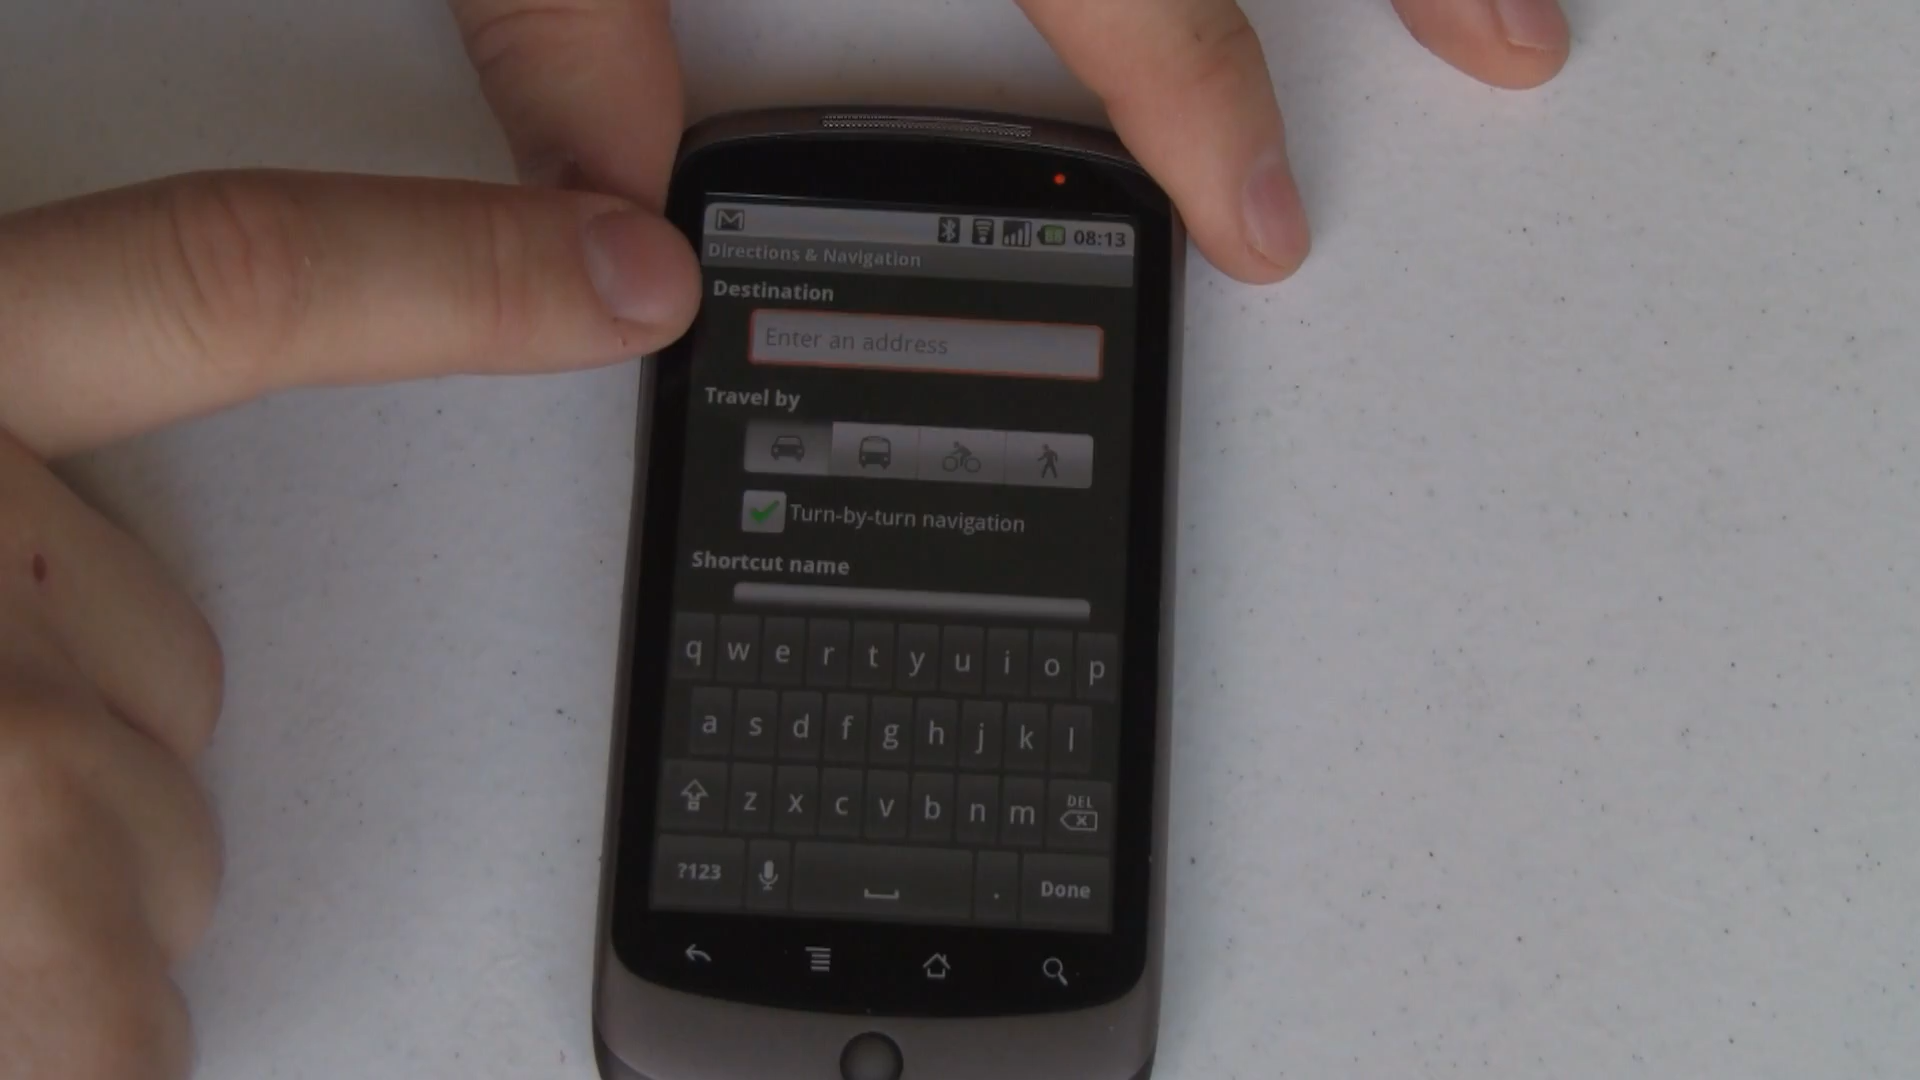 08:13
Directions & Navigation
Destination
Enter an address
Travel by
Turn-by-turn navigation
Shortcut name
q w e r t y u i o p
a s d f g h j k l
z x c v b n m DEL
?123 . Done